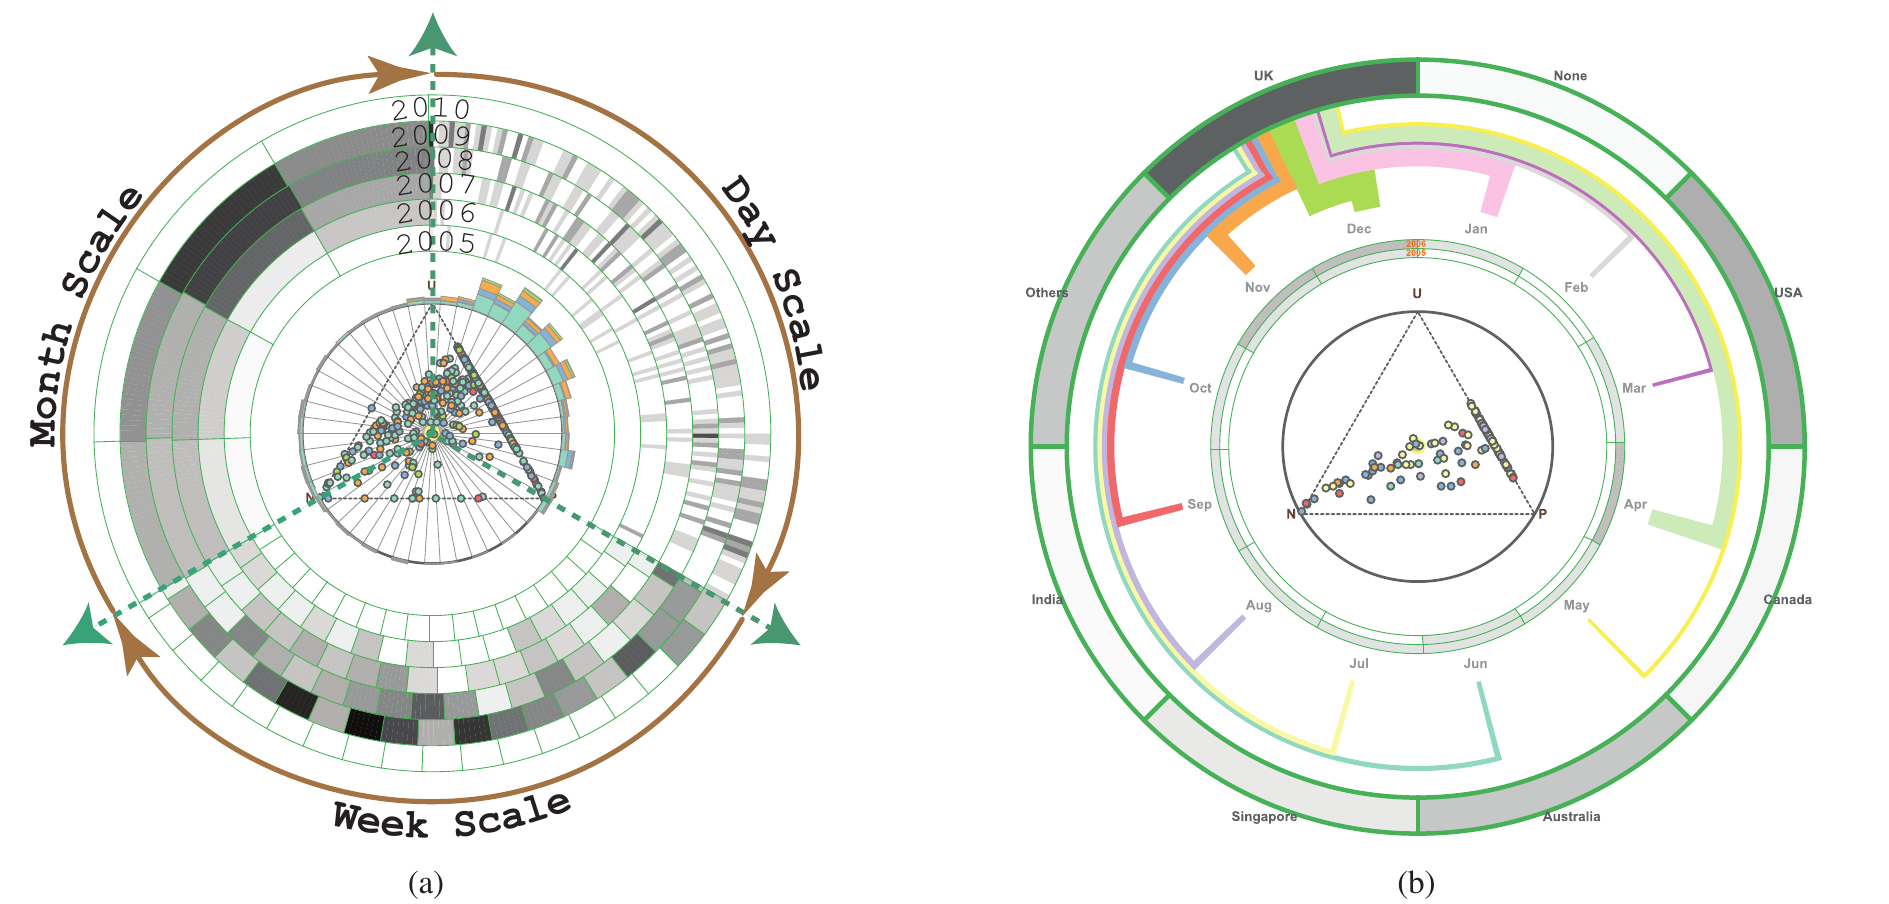 2010
2009
2008
2007
2006
2005
Month Scale
Day Scale
Week Scale
U
N
P
(a)
UK
None
Others
USA
India
Canada
Singapore
Australia
Dec
Jan
Nov
Feb
Oct
Mar
Sep
Apr
Aug
May
Jul
Jun
2006
2005
U
N
P
(b)